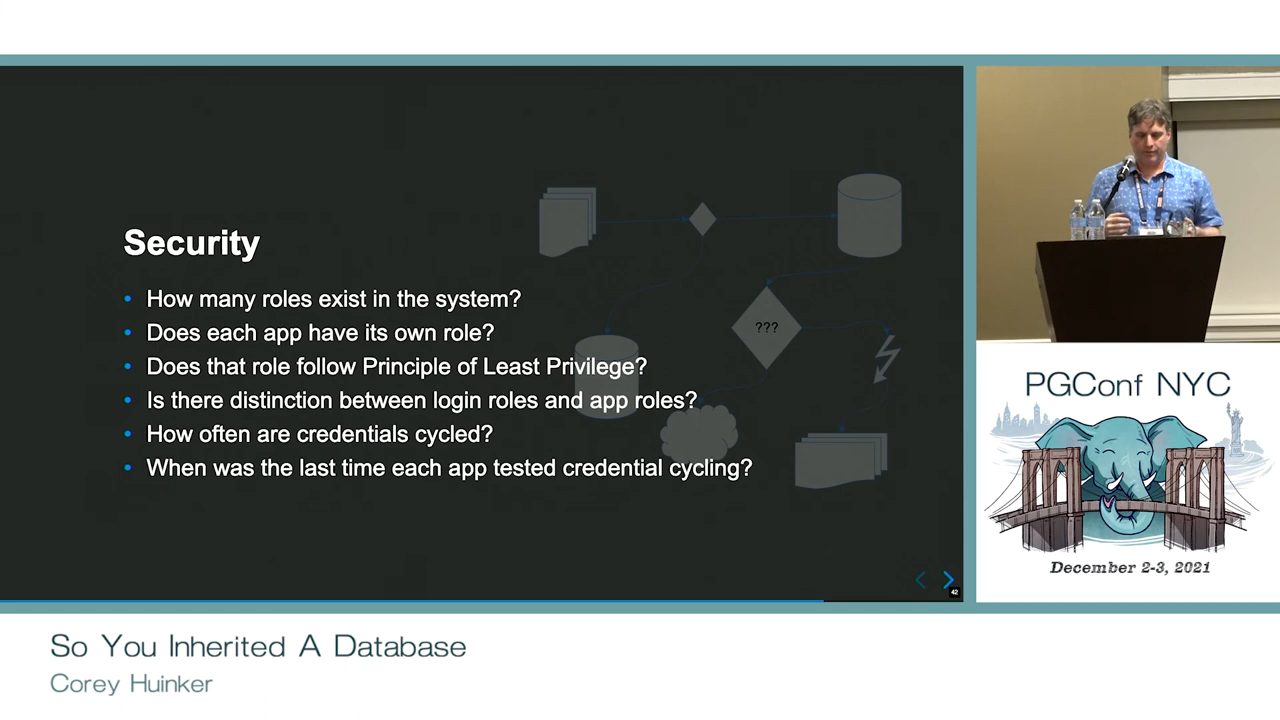 Security
• How many roles exist in the system?
• Does each app have its own role?
• Does that role follow Principle of Least Privilege?
• Is there distinction between login roles and app roles?
• How often are credentials cycled?
• When was the last time each app tested credential cycling?
???
42
PGConf NYC
December 2-3, 2021
So You Inherited A Database
Corey Huinker